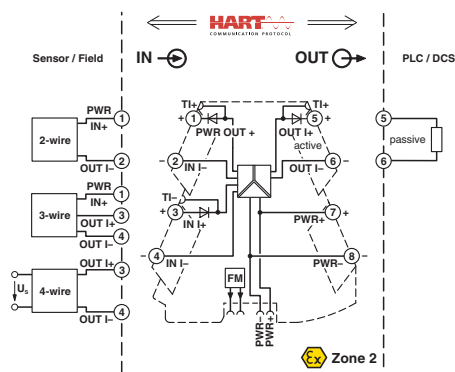 HART
COMMUNICATION PROTOCOL
Sensor / Field
IN
OUT
PLC / DCS
2-wire
PWR
IN+
1
OUT I–
2
3-wire
PWR
1
OUT I+
3
OUT I–
4
4-wire
Us
OUT I+
3
OUT I–
4
TI+
1
+
PWR OUT +
– 2
IN I–
TI–
+ 3
IN I+
– 4
IN I–
TI+
5 +
OUT I+
active
6 –
OUT I–
7 +
PWR+
8 –
PWR–
FM
PWR–
PWR+
5
passive
6
εx Zone 2